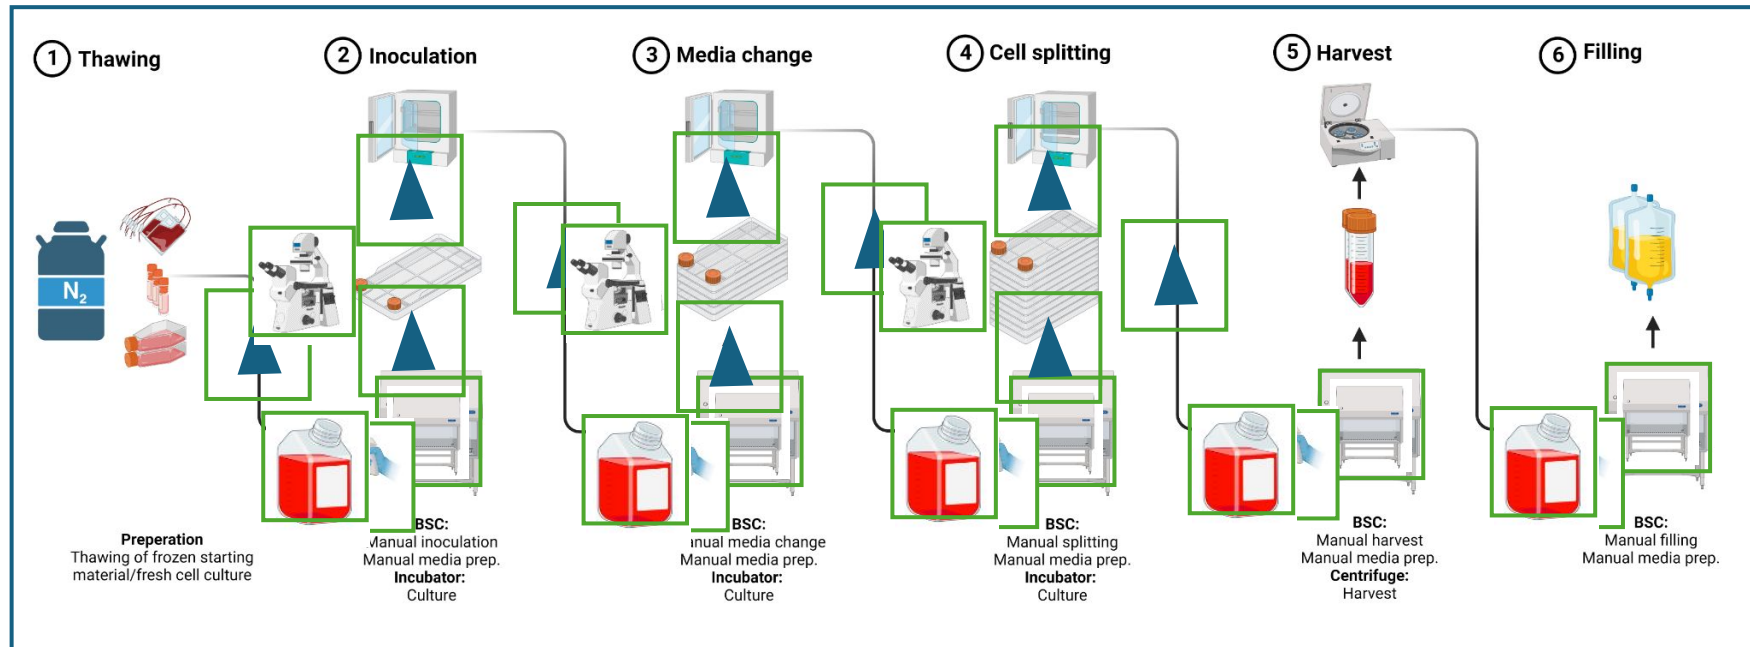 1 Thawing
2 Inoculation
3 Media change
4 Cell splitting
5 Harvest
6 Filling
N2
Preperation
Thawing of frozen starting
material/fresh cell culture
BSC:
Manual inoculation
Manual media prep.
Incubator:
Culture
BSC:
anual media change
Manual media prep.
Incubator:
Culture
BSC:
Manual splitting
Manual media prep.
Incubator:
Culture
BSC:
Manual harvest
Manual media prep.
Centrifuge:
Harvest
BSC:
Manual filling
Manual media prep.